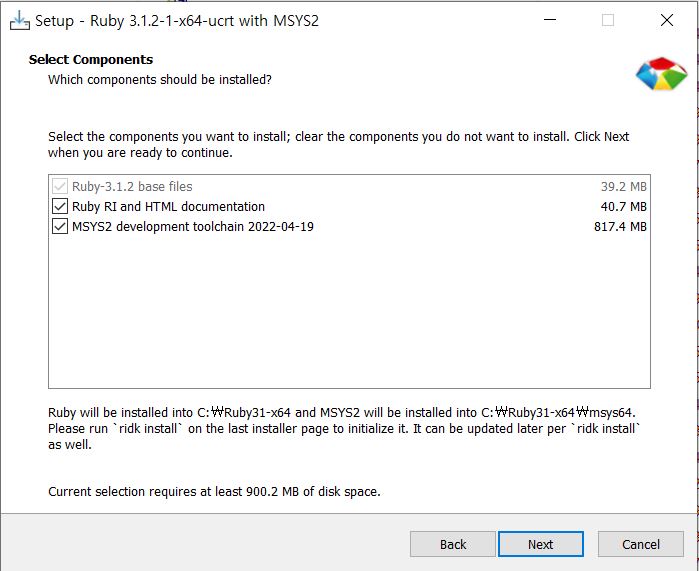 Setup - Ruby 3.1.2-1-x64-ucrt with MSYS2
Select Components
Which components should be installed?
Select the components you want to install; clear the components you do not want to install. Click Next
when you are ready to continue.
Ruby-3.1.2 base files 39.2 MB
Ruby RI and HTML documentation 40.7 MB
MSYS2 development toolchain 2022-04-19 817.4 MB
Ruby will be installed into C:₩Ruby31-x64 and MSYS2 will be installed into C:₩Ruby31-x64₩msys64.
Please run `ridk install` on the last installer page to initialize it. It can be updated later per `ridk install`
as well.
Current selection requires at least 900.2 MB of disk space.
Back Next Cancel